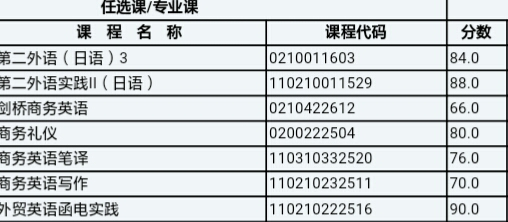 任选课/专业课
课 程 名 称 课程代码 分数
第二外语（日语）3 0210011603 84.0
第二外语实践II（日语） 110210011529 88.0
剑桥商务英语 0210422612 66.0
商务礼仪 0200222504 80.0
商务英语笔译 110310332520 76.0
商务英语写作 110210232511 70.0
外贸英语函电实践 110210222516 90.0